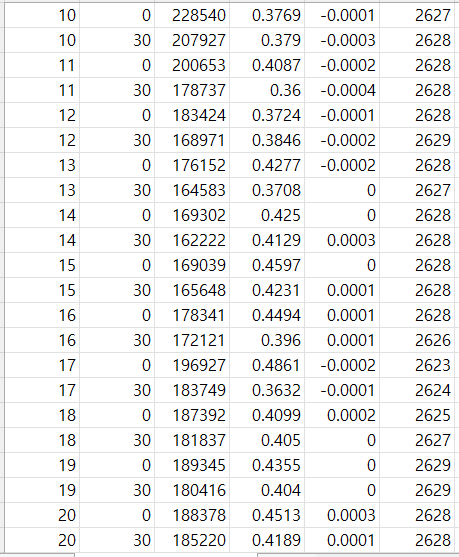 10 0 228540 0.3769 -0.0001 2627
10 30 207927 0.379 -0.0003 2628
11 0 200653 0.4087 -0.0002 2628
11 30 178737 0.36 -0.0004 2628
12 0 183424 0.3724 -0.0001 2628
12 30 168971 0.3846 -0.0002 2629
13 0 176152 0.4277 -0.0002 2628
13 30 164583 0.3708 0 2627
14 0 169302 0.425 0 2628
14 30 162222 0.4129 0.0003 2628
15 0 169039 0.4597 0 2628
15 30 165648 0.4231 0.0001 2628
16 0 178341 0.4494 0.0001 2628
16 30 172121 0.396 0.0001 2626
17 0 196927 0.4861 -0.0002 2623
17 30 183749 0.3632 -0.0001 2624
18 0 187392 0.4099 0.0002 2625
18 30 181837 0.405 0 2627
19 0 189345 0.4355 0 2629
19 30 180416 0.404 0 2629
20 0 188378 0.4513 0.0003 2628
20 30 185220 0.4189 0.0001 2628